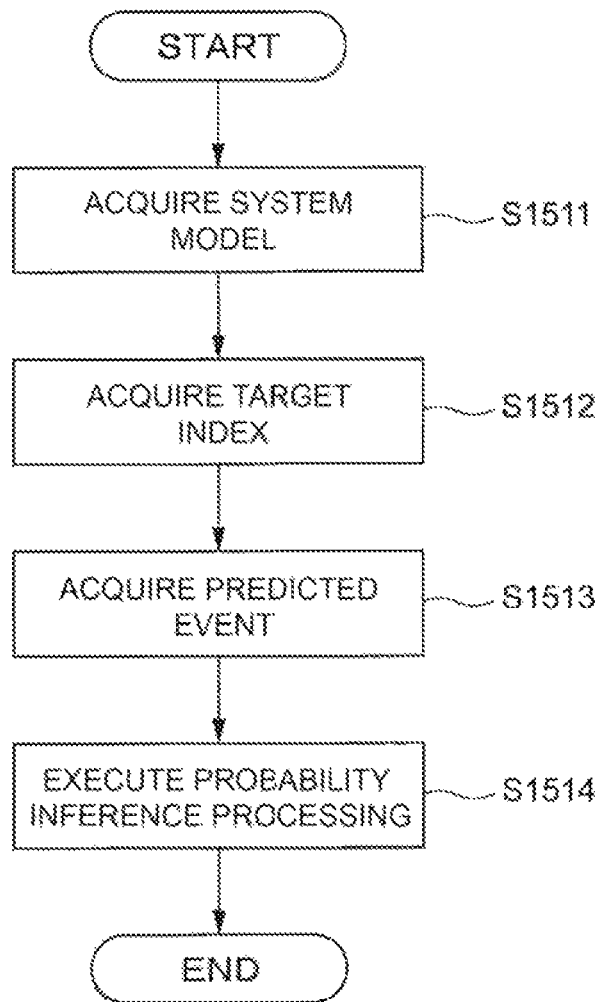 START
ACQUIRE SYSTEM
MODEL
S1511
ACQUIRE TARGET
INDEX
S1512
ACQUIRE PREDICTED
EVENT
S1513
EXECUTE PROBABILITY
INFERENCE PROCESSING
S1514
END